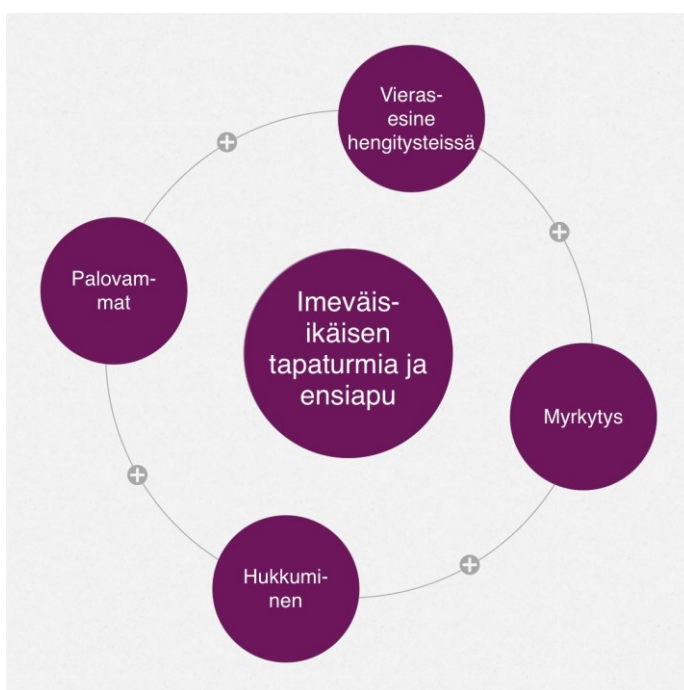 Vieras-
esine
hengitysteissä
Palovam-
mat
Imeväis-
ikäisen
tapaturmia ja
ensiapu
Myrkytys
Hukkumi-
nen